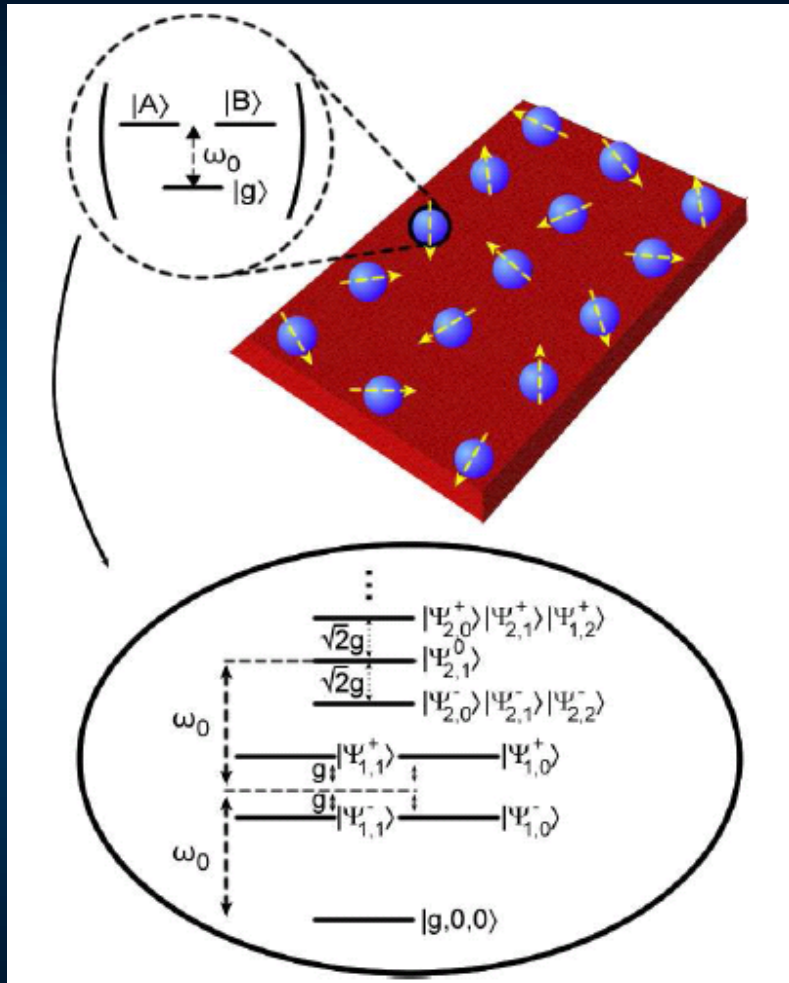 |A⟩ |B⟩
ω₀
|g⟩
⋮
|Ψ⁺₂,₀⟩|Ψ⁺₂,₁⟩|Ψ⁺₁,₂⟩
√2g
|Ψ⁰₂,₁⟩
√2g
|Ψ⁻₂,₀⟩|Ψ⁻₂,₁⟩|Ψ⁻₂,₂⟩
ω₀
|Ψ⁺₁,₁⟩ |Ψ⁺₁,₀⟩
g
g
|Ψ⁻₁,₁⟩ |Ψ⁻₁,₀⟩
ω₀
|g,0,0⟩